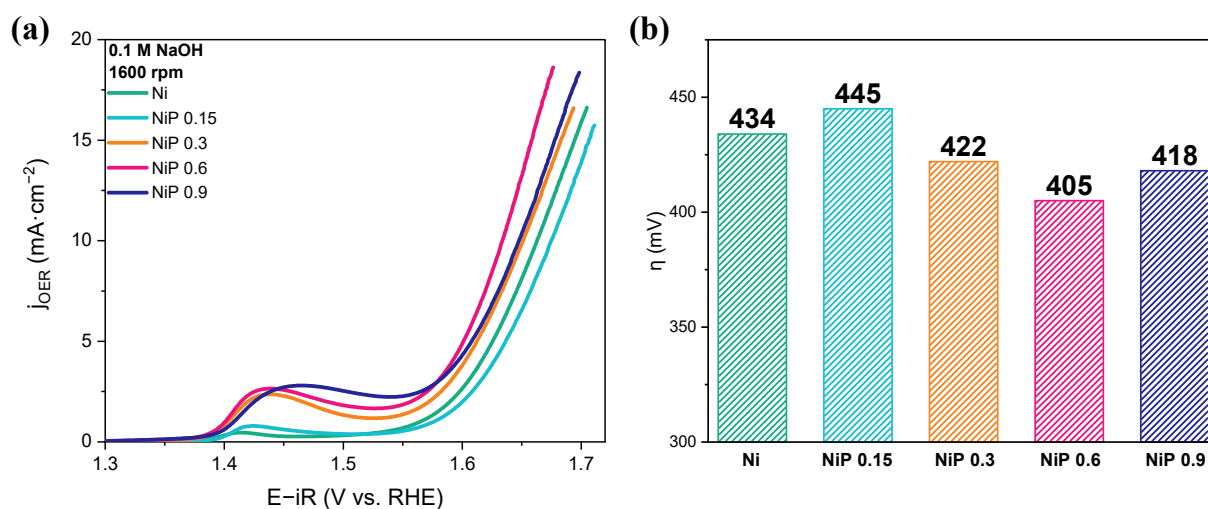 (a)
20
15
10
5
0
j_OER (mA·cm⁻²)
0.1 M NaOH
1600 rpm
Ni
NiP 0.15
NiP 0.3
NiP 0.6
NiP 0.9
1.3 1.4 1.5 1.6 1.7
E−iR (V vs. RHE)
(b)
450
400
350
300
η (mV)
434 445 422 405 418
Ni NiP 0.15 NiP 0.3 NiP 0.6 NiP 0.9